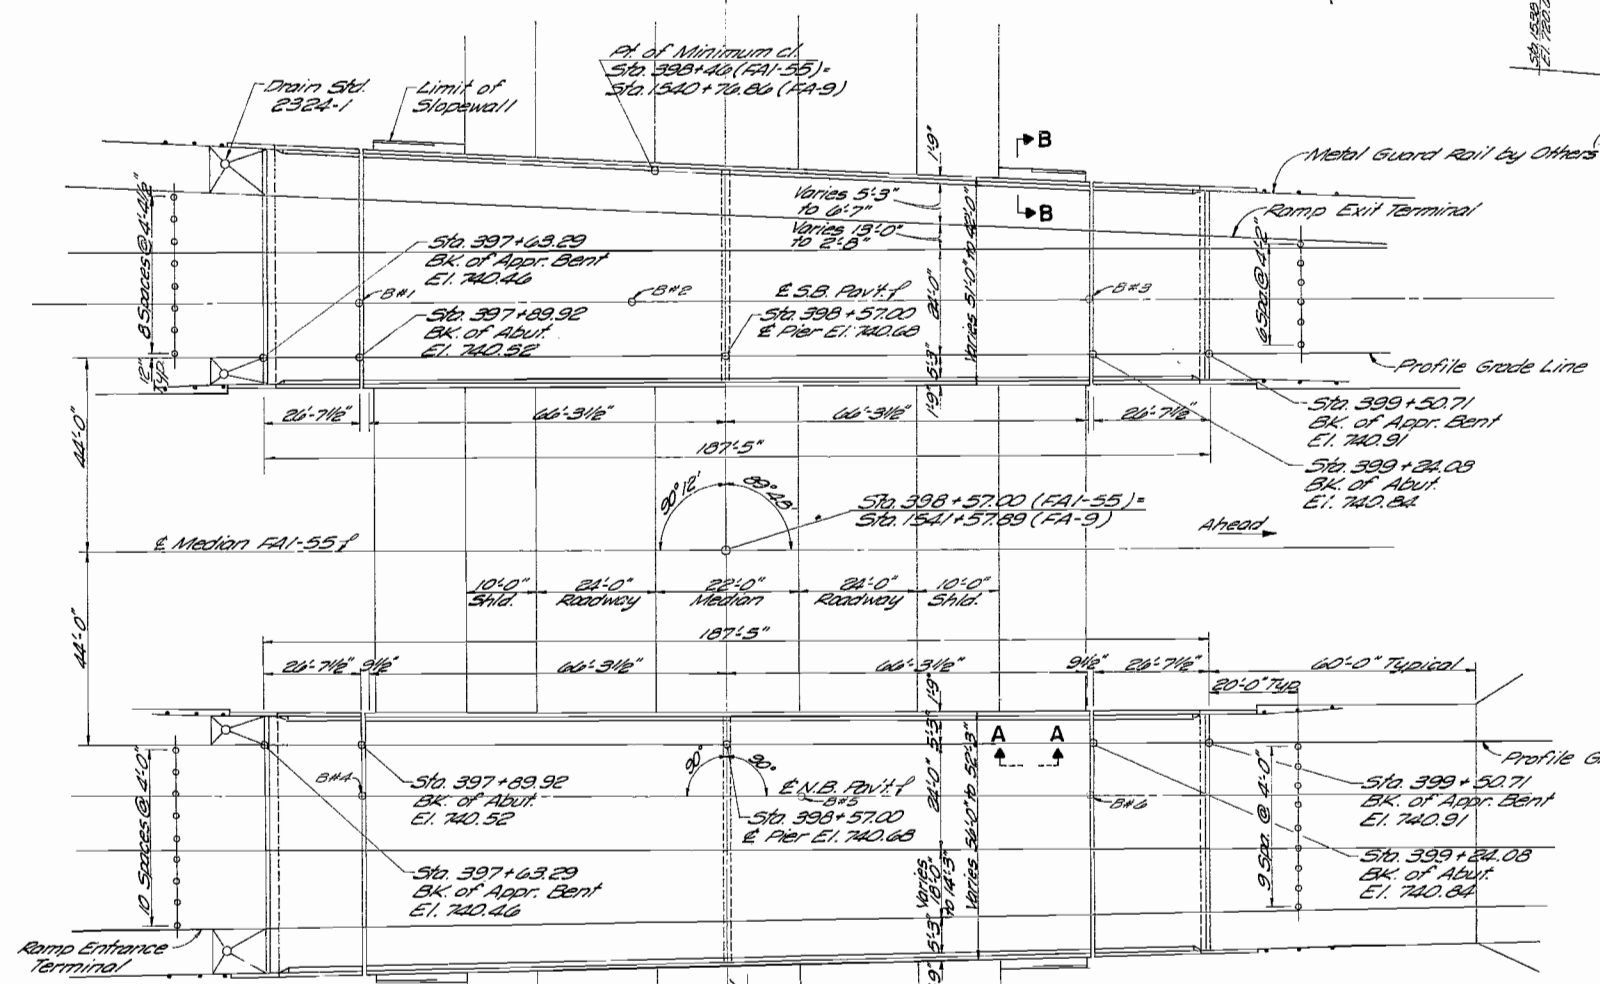 Sta. 1538
El. 720.
Pt. of Minimum cl.
Sta. 398+46 (FAI-55)=
Sta. 1540+76.86 (FA-9)
Drain Std.
2324-1
Limit of
Slopewall
B
B
1'-9"
Metal Guard Rail by Others
Ramp Exit Terminal
Varies 5'-3"
to 6'-7"
Varies 13'-0"
to 2'-8"
8 Spaces @ 4'-4½"
12"
Typ.
Sta. 397+63.29
BK. of Appr. Bent
El. 740.46
B#1
B#2
B#3
Sta. 397+89.92
BK. of Abut.
El. 740.52
℄ S.B. Pav't.
Sta. 398+57.00
℄ Pier El. 740.68
24'-0"
5'-3"
1'-9"
Varies 51'-0" to 42'-0"
6 Spa. @ 4'-2"
Profile Grade Line
Sta. 399+50.71
BK. of Appr. Bent
El. 740.91
Sta. 399+24.08
BK. of Abut.
El. 740.84
26'-7½"
66'-3½"
66'-3½"
26'-7½"
187'-5"
44'-0"
90°12'
89°48'
Sta. 398+57.00 (FAI-55)=
Sta. 1541+57.89 (FA-9)
Ahead
℄ Median FAI-55
10'-0"
Shld.
24'-0"
Roadway
22'-0"
Median
24'-0"
Roadway
10'-0"
Shld.
44'-0"
187'-5"
26'-7½"
9½"
66'-3½"
66'-3½"
9½"
26'-7½"
60'-0" Typical
20'-0" Typ.
1'-9"
5'-3"
24'-0"
Varies 56'-0" to 52'-3"
A
A
10 Spaces @ 4'-0"
B#4
90°
90°
℄ N.B. Pav't.
B#5
B#6
Sta. 397+89.92
BK. of Abut.
El. 740.52
Sta. 398+57.00
℄ Pier El. 740.68
9 Spa. @ 4'-0"
Profile G
Sta. 399+50.71
BK. of Appr. Bent
El. 740.91
Sta. 399+24.08
BK. of Abut.
El. 740.84
Sta. 397+63.29
BK. of Appr. Bent
El. 740.46
Varies
18'-0"
to 14'-3"
5'-3"
Ramp Entrance
Terminal